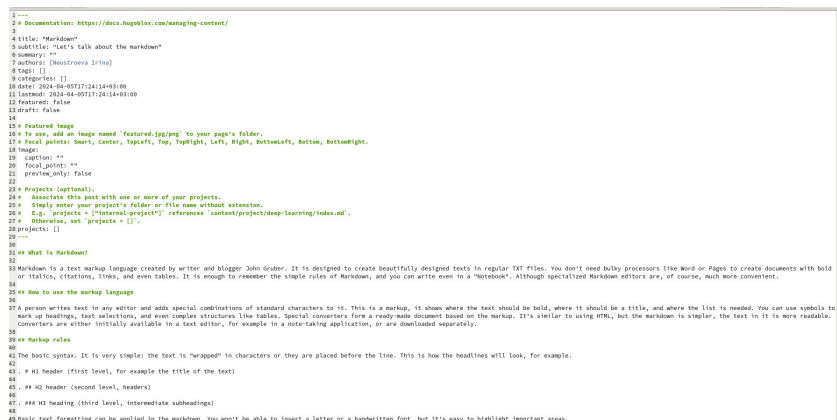 1 ---
2 # Documentation: https://docs.hugoblox.com/managing-content/
3
4 title: "Markdown"
5 subtitle: "Let's talk about the markdown"
6 summary: ""
7 authors: [Neustroeva Irina]
8 tags: []
9 categories: []
10 date: 2024-04-05T17:24:14+03:00
11 lastmod: 2024-04-05T17:24:14+03:00
12 featured: false
13 draft: false
14
15 # Featured image
16 # To use, add an image named `featured.jpg/png` to your page's folder.
17 # Focal points: Smart, Center, TopLeft, Top, TopRight, Left, Right, BottomLeft, Bottom, BottomRight.
18 image:
19   caption: ""
20   focal_point: ""
21   preview_only: false
22
23 # Projects (optional).
24 #   Associate this post with one or more of your projects.
25 #   Simply enter your project's folder or file name without extension.
26 #   E.g. `projects = ["internal-project"]` references `content/project/deep-learning/index.md`.
27 #   Otherwise, set `projects = []`.
28 projects: []
29 ---
30
31 ## What is Markdown?
32
33 Markdown is a text markup language created by writer and blogger John Gruber. It is designed to create beautifully designed texts in regular TXT files. You don't need bulky processors like Word or Pages to create documents with bold
or italics, citations, links, and even tables. It is enough to remember the simple rules of Markdown, and you can write even in a "Notebook". Although specialized Markdown editors are, of course, much more convenient.
34
35 ## How to use the markup language
36
37 A person writes text in any editor and adds special combinations of standard characters to it. This is a markup, it shows where the text should be bold, where it should be a title, and where the list is needed. You can use symbols to
mark up headings, text selections, and even complex structures like tables. Special converters form a ready-made document based on the markup. It's similar to using HTML, but the markdown is simpler, the text in it is more readable.
Converters are either initially available in a text editor, for example in a note-taking application, or are downloaded separately.
38
39 ## Markup rules
40
41 The basic syntax. It is very simple: the text is "wrapped" in characters or they are placed before the line. This is how the headlines will look, for example.
42
43 . # H1 header (first level, for example the title of the text)
44
45 . ## H2 header (second level, headers)
46
47 . ### H3 heading (third level, intermediate subheadings)
48
49 Basic text formatting can be applied in the markdown. You won't be able to insert a letter or a handwritten font, but it's easy to highlight important areas.